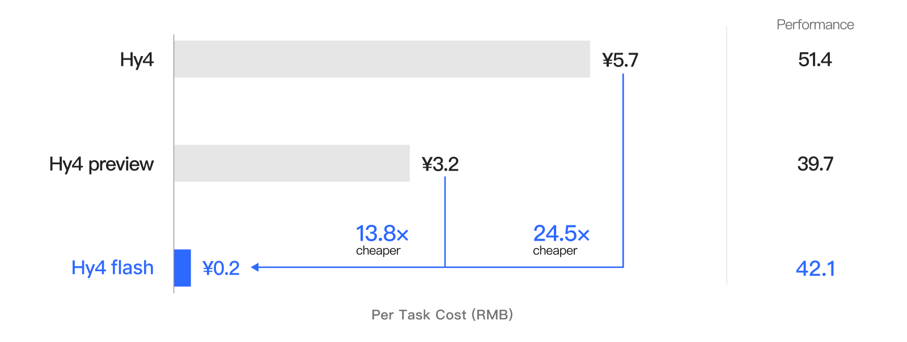 Performance
Hy4 ¥5.7 51.4
Hy4 preview ¥3.2 39.7
13.8× 24.5×
cheaper cheaper
Hy4 flash ¥0.2 42.1
Per Task Cost (RMB)